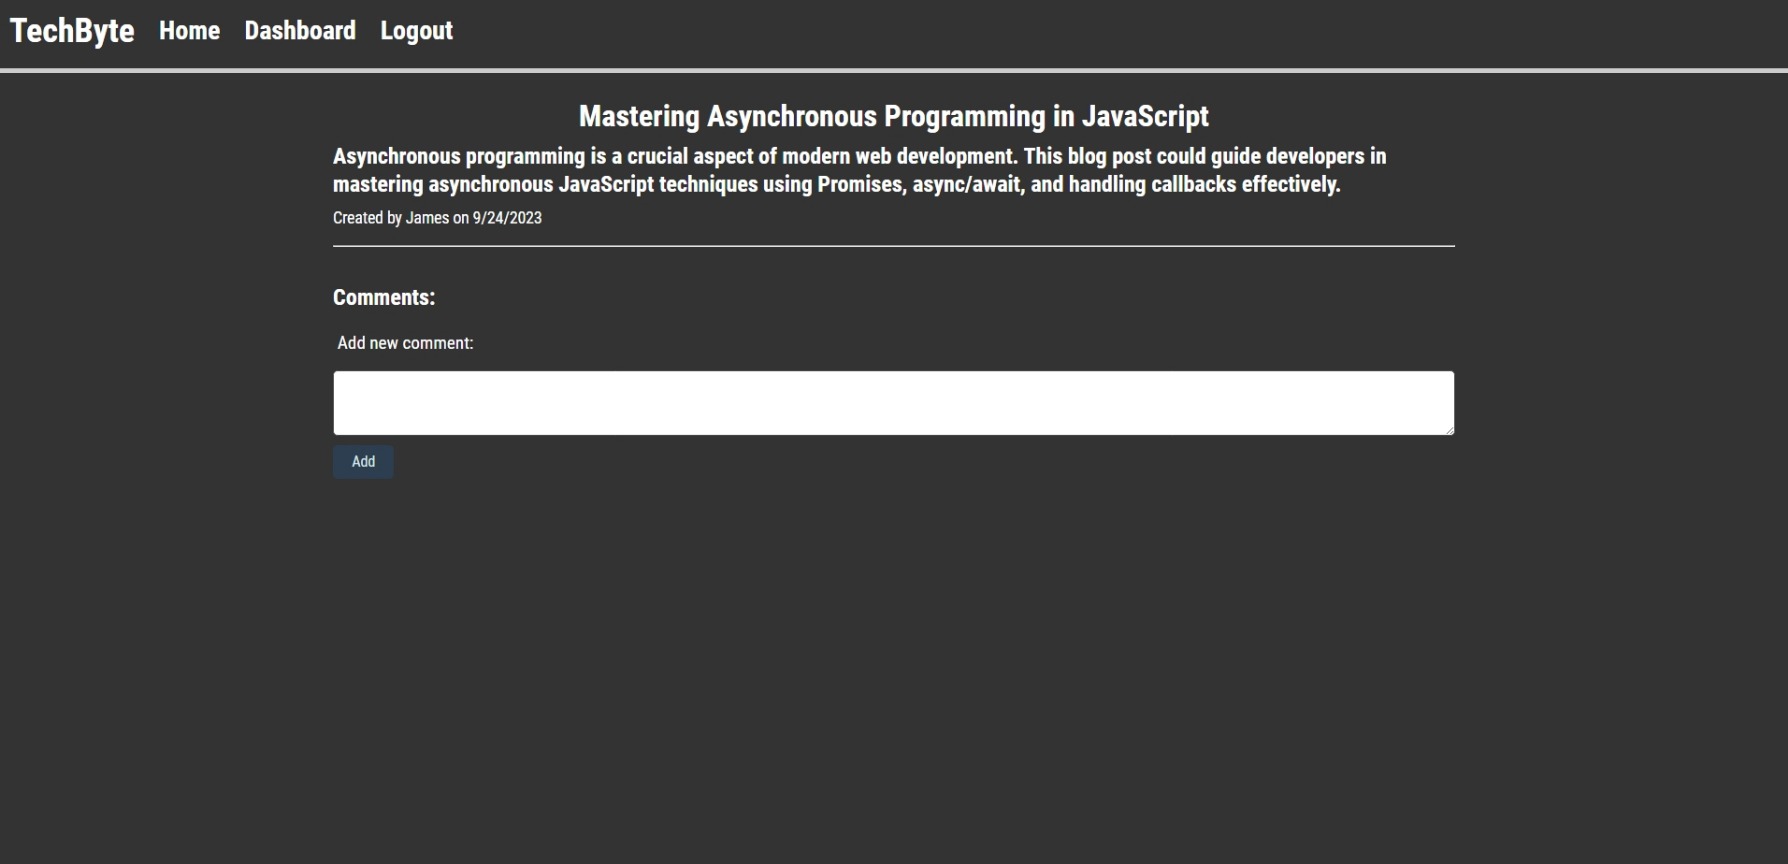 TechByte Home Dashboard Logout
Mastering Asynchronous Programming in JavaScript
Asynchronous programming is a crucial aspect of modern web development. This blog post could guide developers in
mastering asynchronous JavaScript techniques using Promises, async/await, and handling callbacks effectively.
Created by James on 9/24/2023
Comments:
Add new comment:
Add